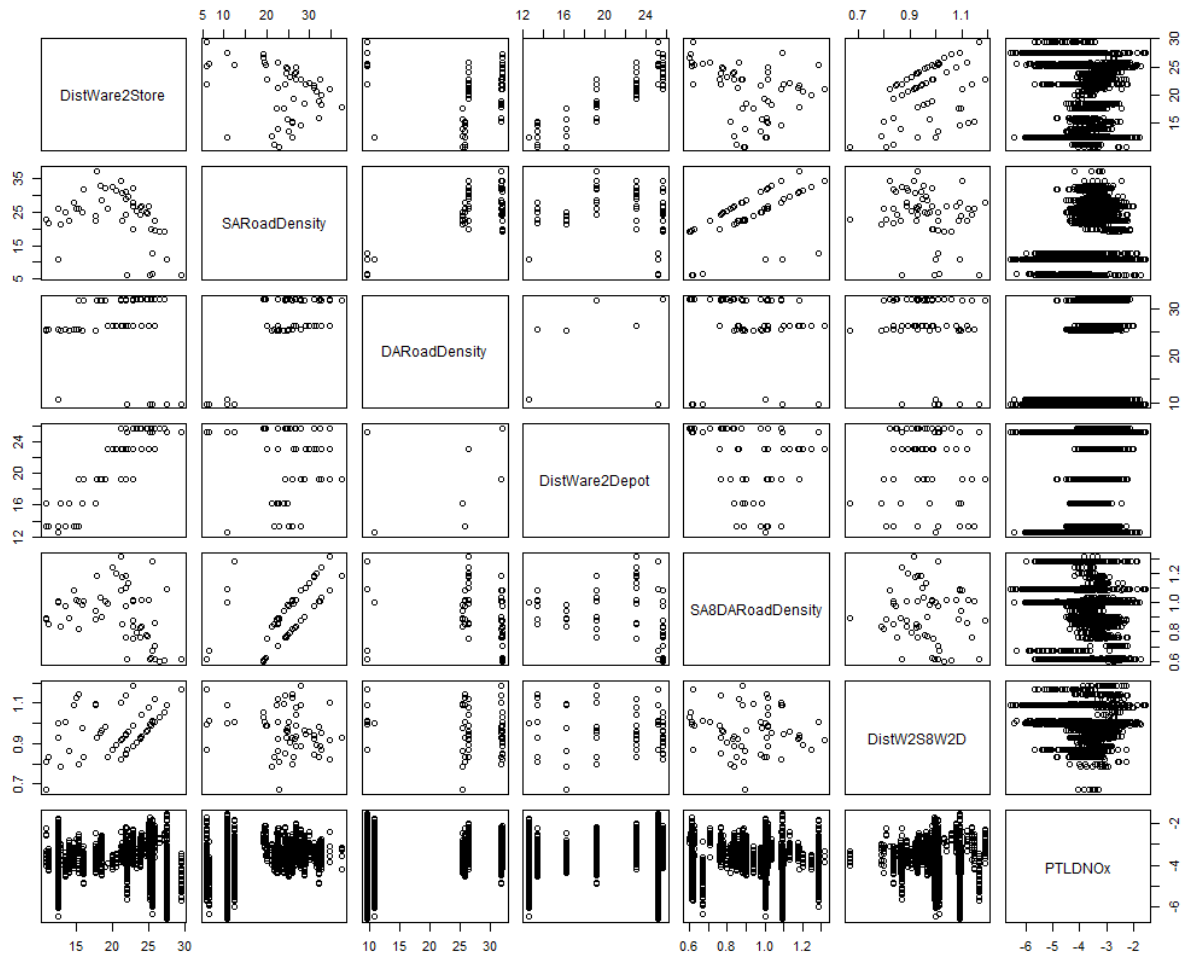 5 10 20 30
12 16 20 24
0.7 0.9 1.1
DistWare2Store
15 20 25 30
5 15 25 35
SARoadDensity
DARoadDensity
10 20 30
12 16 20 24
DistWare2Depot
SA8DARoadDensity
0.6 0.8 1.0 1.2
0.7 0.9 1.1
DistW2S8W2D
PTLDNOx
-6 -4 -2
15 20 25 30
10 15 20 25 30
0.6 0.8 1.0 1.2
-6 -5 -4 -3 -2